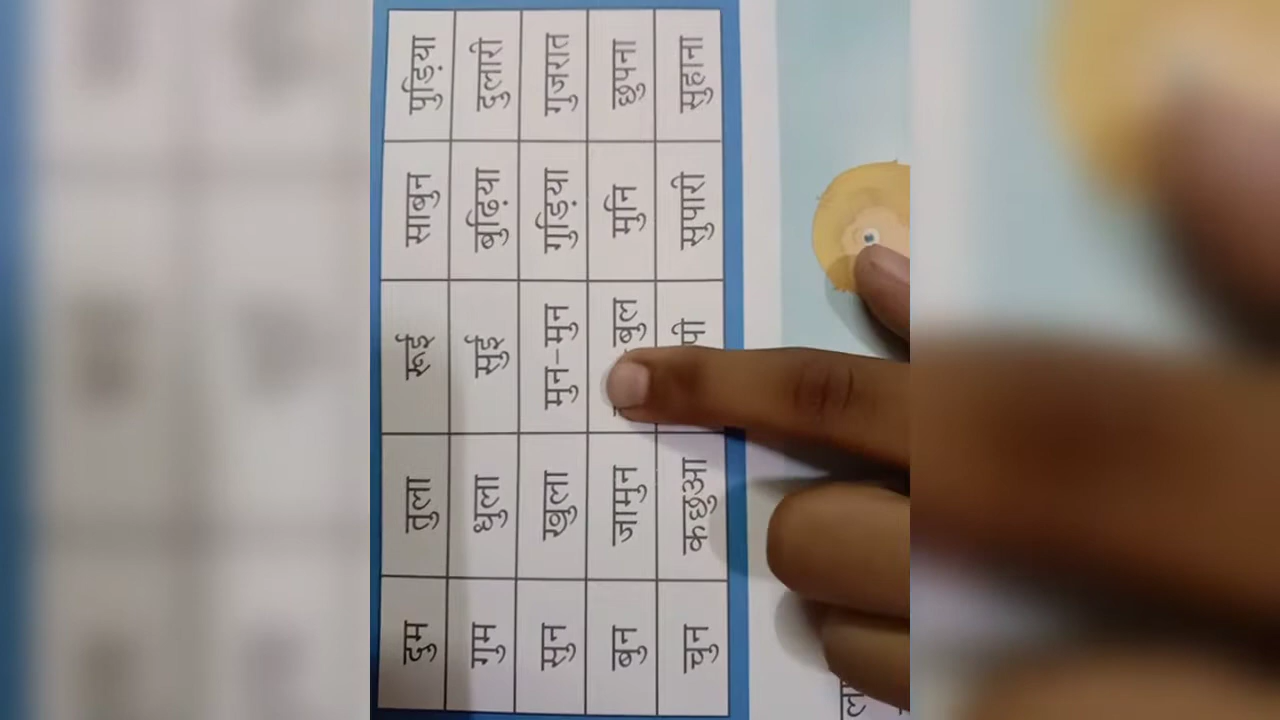 दुम तुला रुई साबुन पुड़िया
गुम धुला सुई बुढ़िया दुलारी
सुन खुला मुन-मुन गुड़िया गुजरात
बुन जामुन मुनि छुपना
चुन कछुआ सुपारी सुहाना